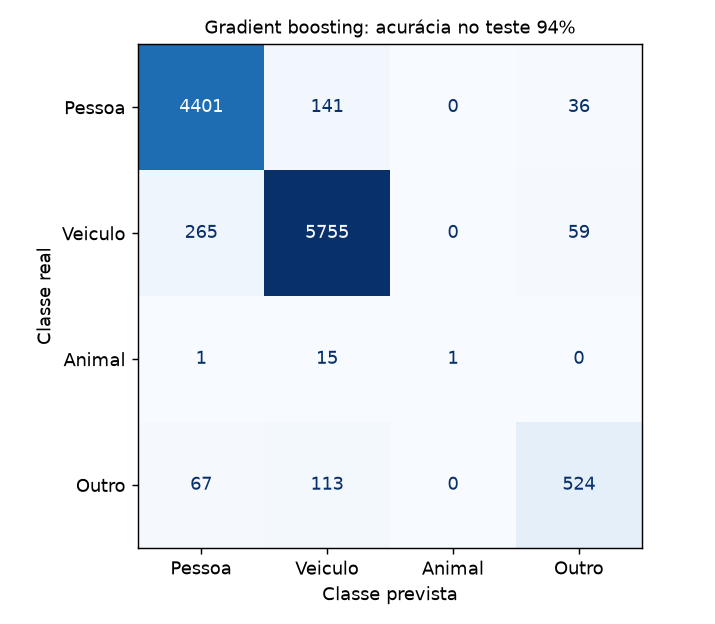 Gradient boosting: acurácia no teste 94%
Pessoa 4401 141 0 36
Veiculo 265 5755 0 59
Animal 1 15 1 0
Outro 67 113 0 524
Pessoa Veiculo Animal Outro
Classe prevista
Classe real